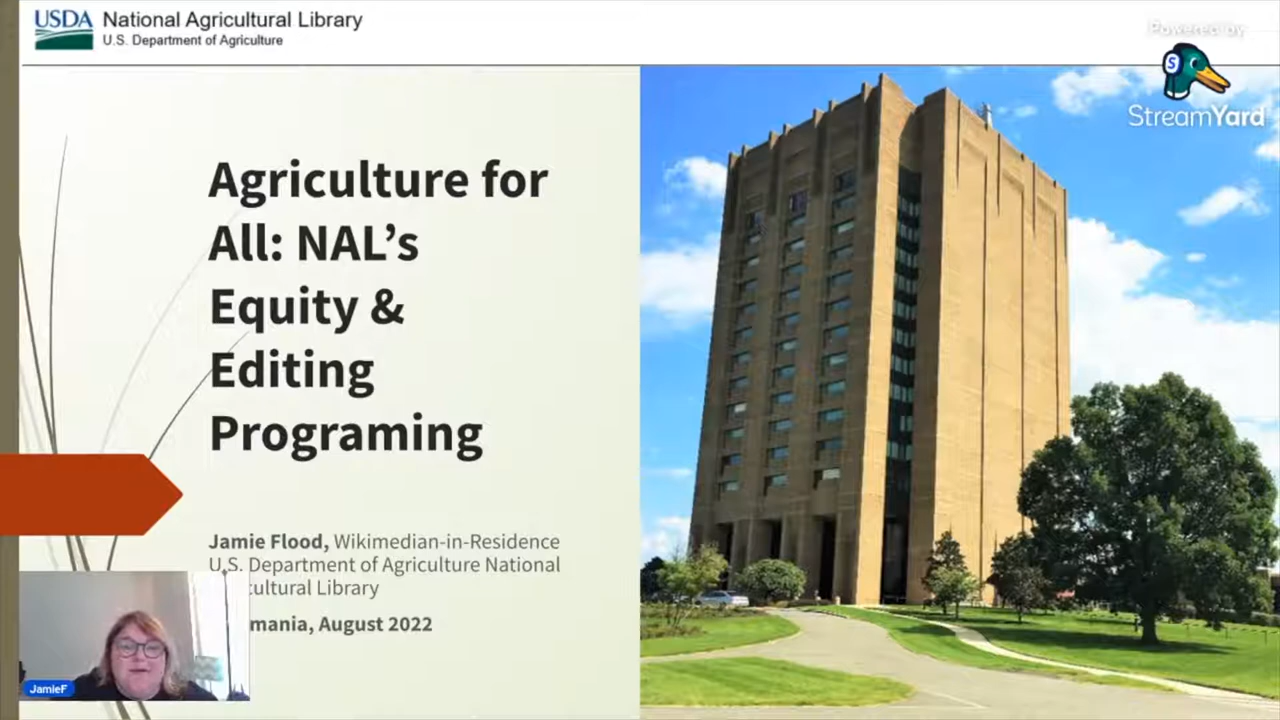 USDA
National Agricultural Library
U.S. Department of Agriculture
Powered by
S
StreamYard
Agriculture for
All: NAL’s
Equity &
Editing
Programing
Jamie Flood, Wikimedian-in-Residence
U.S. Department of Agriculture National
cultural Library
mania, August 2022
JamieF